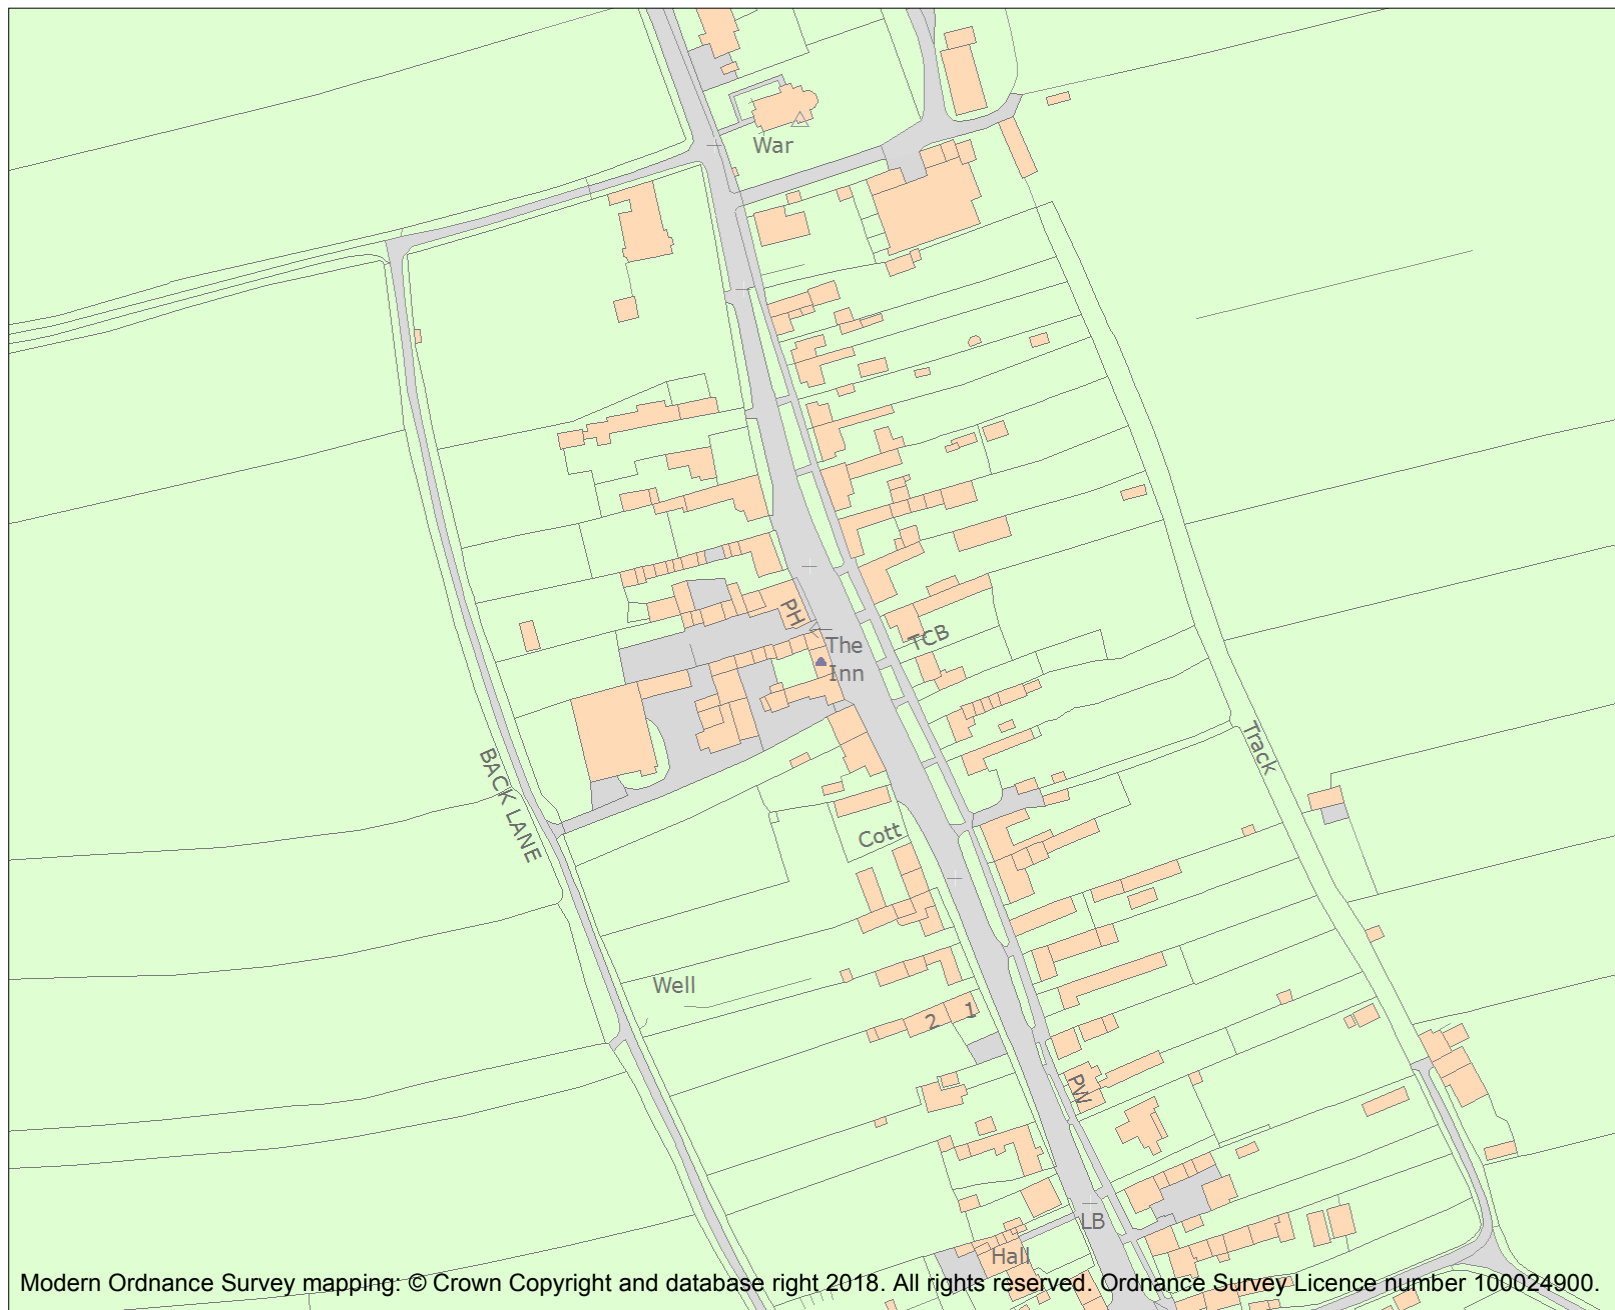 War
PH
The
Inn
TCB
Track
BACK LANE
Cott
Well
2
1
PW
LB
Hall
Modern Ordnance Survey mapping: © Crown Copyright and database right 2018. All rights reserved. Ordnance Survey Licence number 100024900.